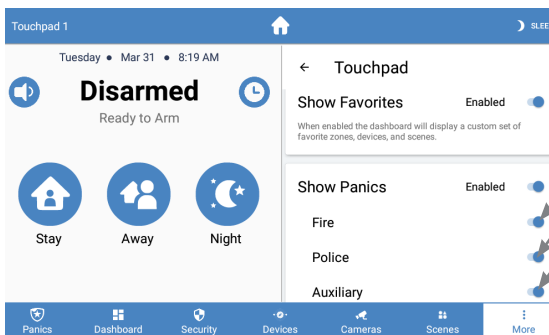 Touchpad 1
SLEE
Tuesday ● Mar 31 ● 8:19 AM
Disarmed
Ready to Arm
Stay
Away
Night
← Touchpad
Show Favorites Enabled
When enabled the dashboard will display a custom set of
favorite zones, devices, and scenes.
Show Panics Enabled
Fire
Police
Auxiliary
Panics
Dashboard
Security
Devices
Cameras
Scenes
More